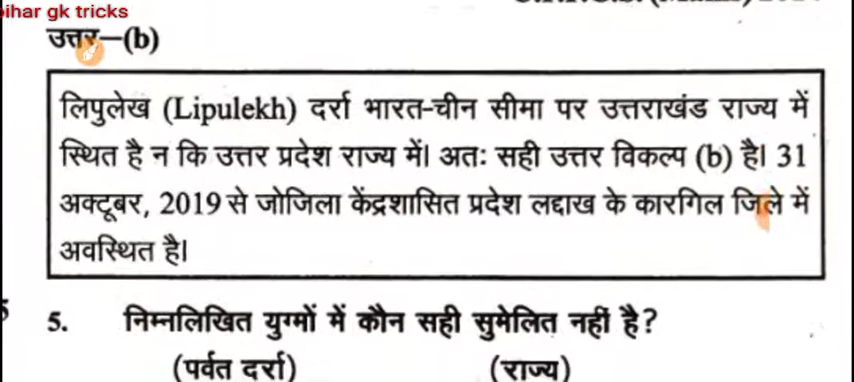 bihar gk tricks
उत्तर—(b)
लिपुलेख (Lipulekh) दर्रा भारत-चीन सीमा पर उत्तराखंड राज्य में
स्थित है न कि उत्तर प्रदेश राज्य में। अतः सही उत्तर विकल्प (b) है। 31
अक्टूबर, 2019 से जोजिला केंद्रशासित प्रदेश लद्दाख के कारगिल जिले में
अवस्थित है।
5. निम्नलिखित युग्मों में कौन सही सुमेलित नहीं है?
(पर्वत दर्रा) (राज्य)